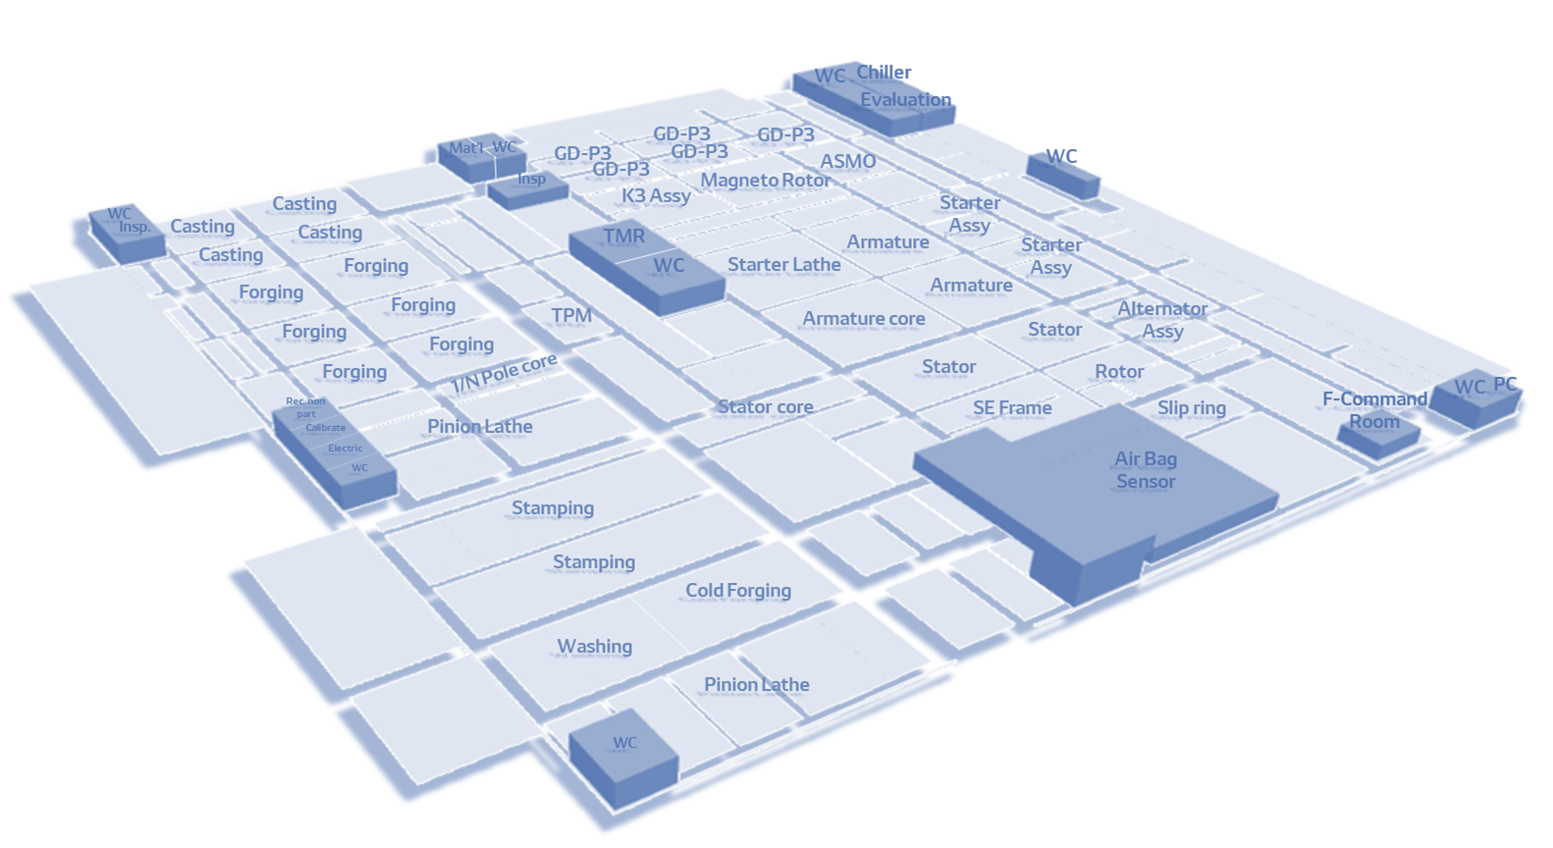 WC Chiller
Evaluation
GD-P3
GD-P3
Mat'l WC
GD-P3
GD-P3
WC
ASMO
GD-P3
Insp
Magneto Rotor
K3 Assy
Casting
Starter
Assy
WC
Insp.
Casting
Casting
TMR
WC
Armature
Starter
Assy
Casting
Forging
Starter Lathe
Armature
Forging
Forging
TPM
Armature core
Alternator
Assy
Forging
Stator
Forging
1/N Pole core
Stator
Rotor
Forging
WC PC
Rec. non
part
Calibrate
Electric
WC
Stator core
SE Frame
Slip ring
F-Command
Room
Pinion Lathe
Air Bag
Sensor
Stamping
Stamping
Cold Forging
Washing
Pinion Lathe
WC